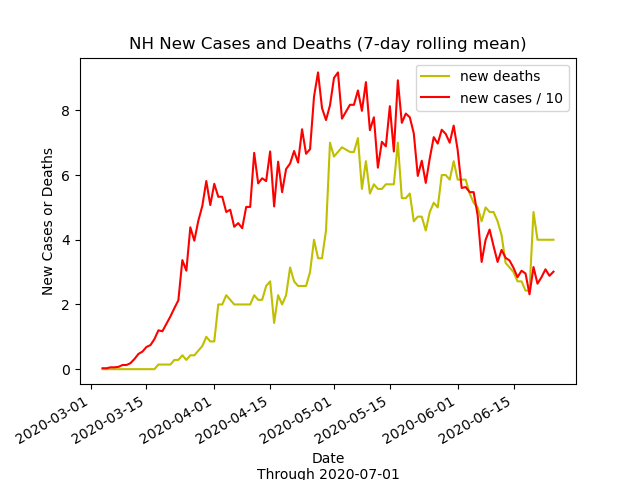 NH New Cases and Deaths (7-day rolling mean)
new deaths
new cases / 10
New Cases or Deaths
8
6
4
2
0
2020-03-01
2020-03-15
2020-04-01
2020-04-15
2020-05-01
2020-05-15
2020-06-01
2020-06-15
Date
Through 2020-07-01